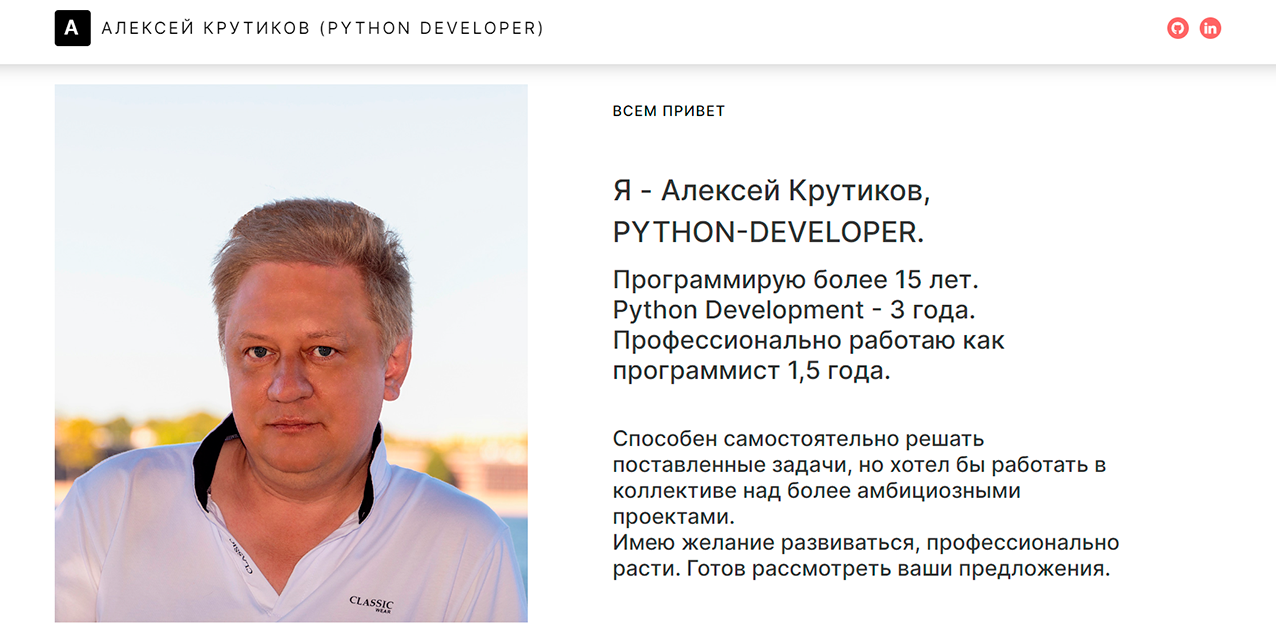 A АЛЕКСЕЙ КРУТИКОВ (PYTHON DEVELOPER)
in
ВСЕМ ПРИВЕТ
Я - Алексей Крутиков,
PYTHON-DEVELOPER.
Программирую более 15 лет.
Python Development - 3 года.
Профессионально работаю как
программист 1,5 года.
Способен самостоятельно решать
поставленные задачи, но хотел бы работать в
коллективе над более амбициозными
проектами.
Имею желание развиваться, профессионально
расти. Готов рассмотреть ваши предложения.
CLASSIC
CLASSIC
WEAR